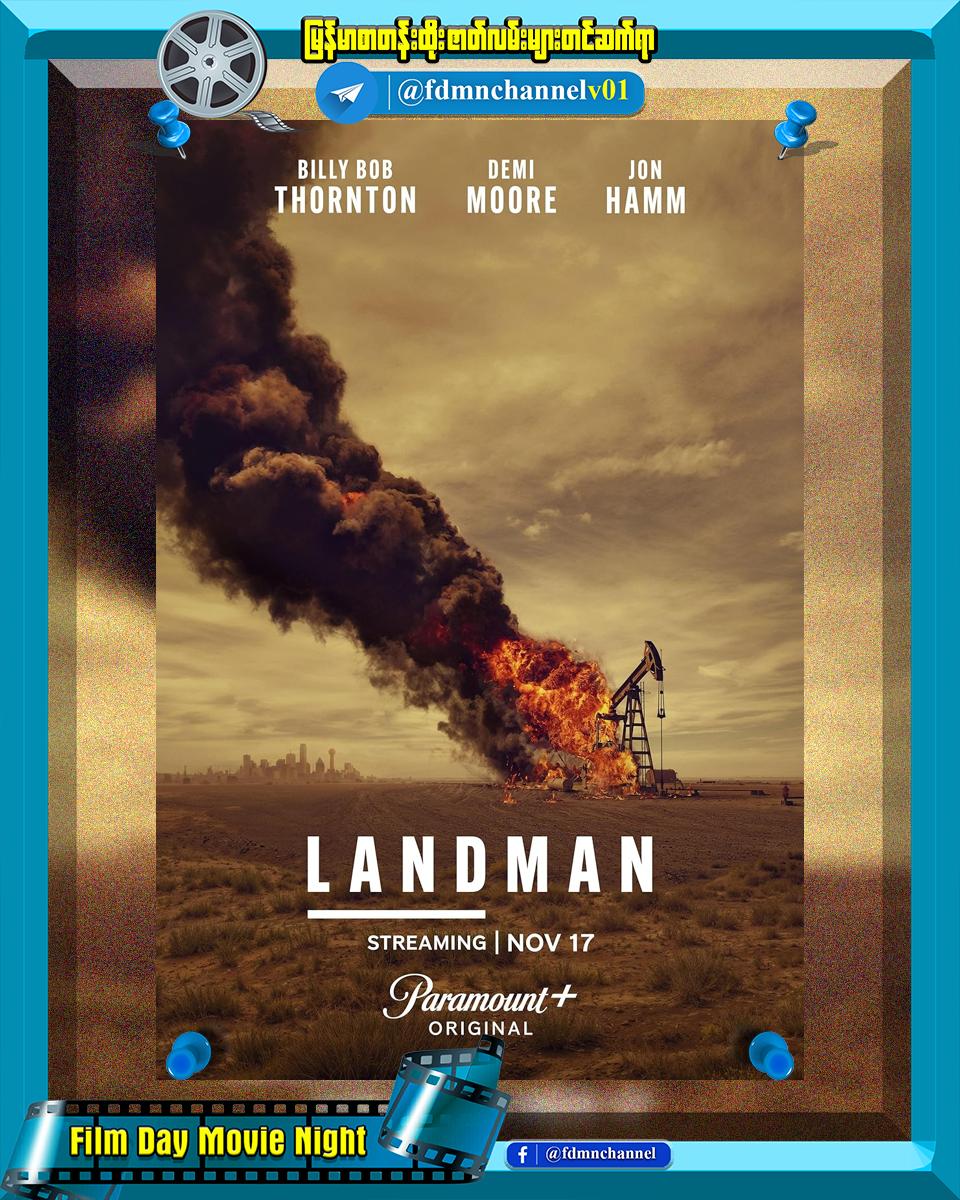 မြန်မာစာတန်းထိုးဇာတ်လမ်းများတင်ဆက်ရာ
@fdmnchannelv01
BILLY BOB THORNTON
DEMI MOORE
JON HAMM
LANDMAN
STREAMING | NOV 17
Paramount+
ORIGINAL
Film Day Movie Night
f | @fdmnchannel